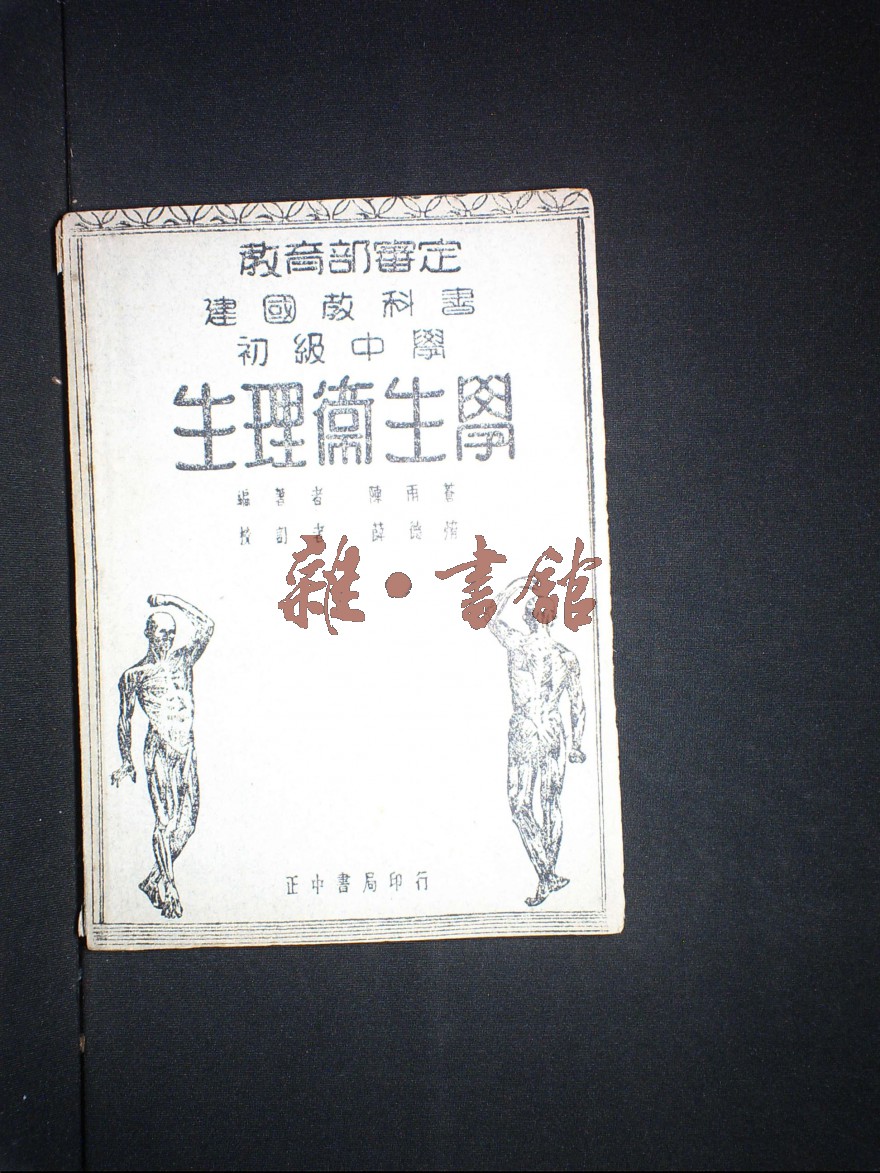 教育部審定
建國教科書
初級中學
生理衞生學
編著者 陳雨蒼
校訂者 薛德焴
雜·書館
正中書局印行